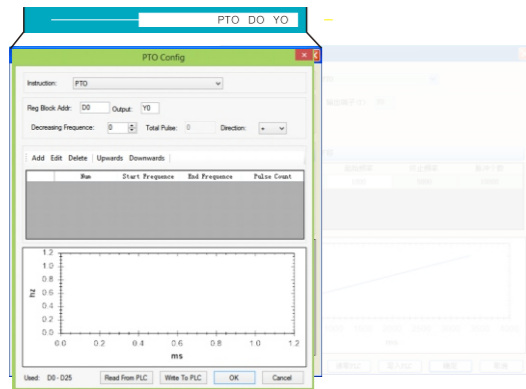 PTO DO YO
PTO Config
Instruction: PTO
Reg Block Addr: D0 Output: Y0
Decreasing Frequence: 0 Total Pulse: 0 Direction: +
Add Edit Delete Upwards Downwards
Num Start Frequence End Frequence Pulse Count
1.2
1.0
0.8
0.6
0.4
0.2
0.0
hz
0.0 0.2 0.4 0.6 0.8 1.0 1.2
ms
Used: D0 - D25 Read From PLC Write To PLC OK Cancel